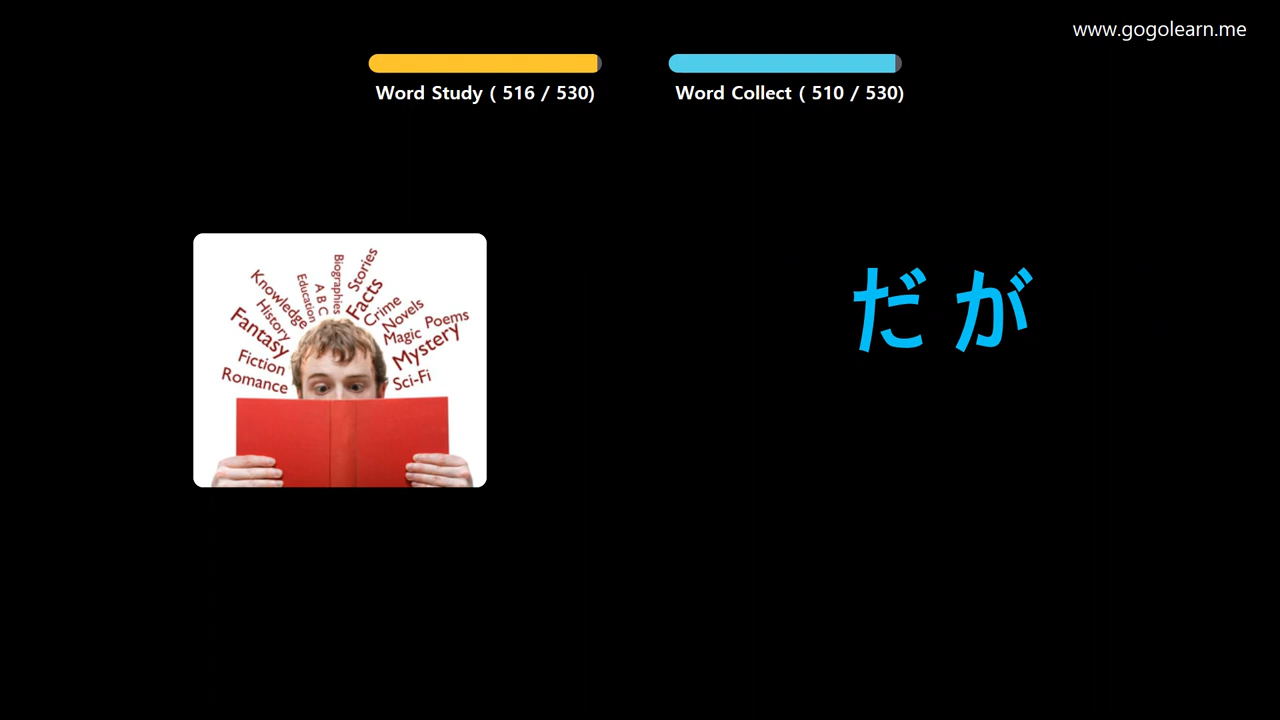 www.gogolearn.me
Word Study ( 516 / 530)
Word Collect ( 510 / 530)
だが
Knowledge
History
Fantasy
Fiction
Romance
Education
A B C
Biographies
Stories
Facts
Crime
Novels
Magic
Poems
Mystery
Sci-Fi